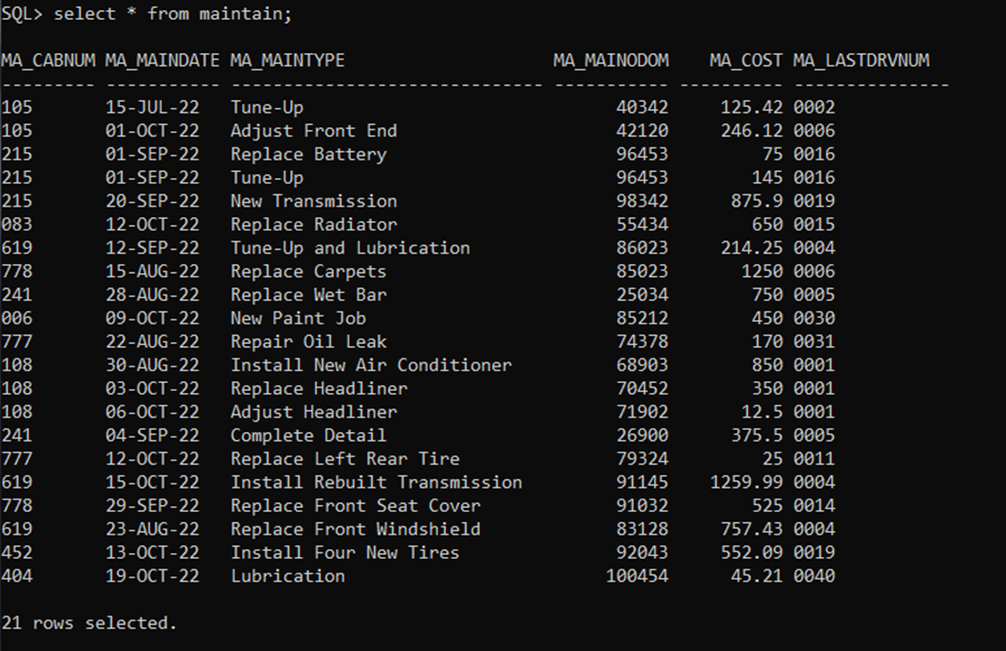 SQL> select * from maintain;
MA_CABNUM MA_MAINDATE MA_MAINTYPE MA_MAINODOM MA_COST MA_LASTDRVNUM
--------- ----------- ------------------------------ ----------- ---------- ---------------
105 15-JUL-22 Tune-Up 40342 125.42 0002
105 01-OCT-22 Adjust Front End 42120 246.12 0006
215 01-SEP-22 Replace Battery 96453 75 0016
215 01-SEP-22 Tune-Up 96453 145 0016
215 20-SEP-22 New Transmission 98342 875.9 0019
083 12-OCT-22 Replace Radiator 55434 650 0015
619 12-SEP-22 Tune-Up and Lubrication 86023 214.25 0004
778 15-AUG-22 Replace Carpets 85023 1250 0006
241 28-AUG-22 Replace Wet Bar 25034 750 0005
006 09-OCT-22 New Paint Job 85212 450 0030
777 22-AUG-22 Repair Oil Leak 74378 170 0031
108 30-AUG-22 Install New Air Conditioner 68903 850 0001
108 03-OCT-22 Replace Headliner 70452 350 0001
108 06-OCT-22 Adjust Headliner 71902 12.5 0001
241 04-SEP-22 Complete Detail 26900 375.5 0005
777 12-OCT-22 Replace Left Rear Tire 79324 25 0011
619 15-OCT-22 Install Rebuilt Transmission 91145 1259.99 0004
778 29-SEP-22 Replace Front Seat Cover 91032 525 0014
619 23-AUG-22 Replace Front Windshield 83128 757.43 0004
452 13-OCT-22 Install Four New Tires 92043 552.09 0019
404 19-OCT-22 Lubrication 100454 45.21 0040
21 rows selected.